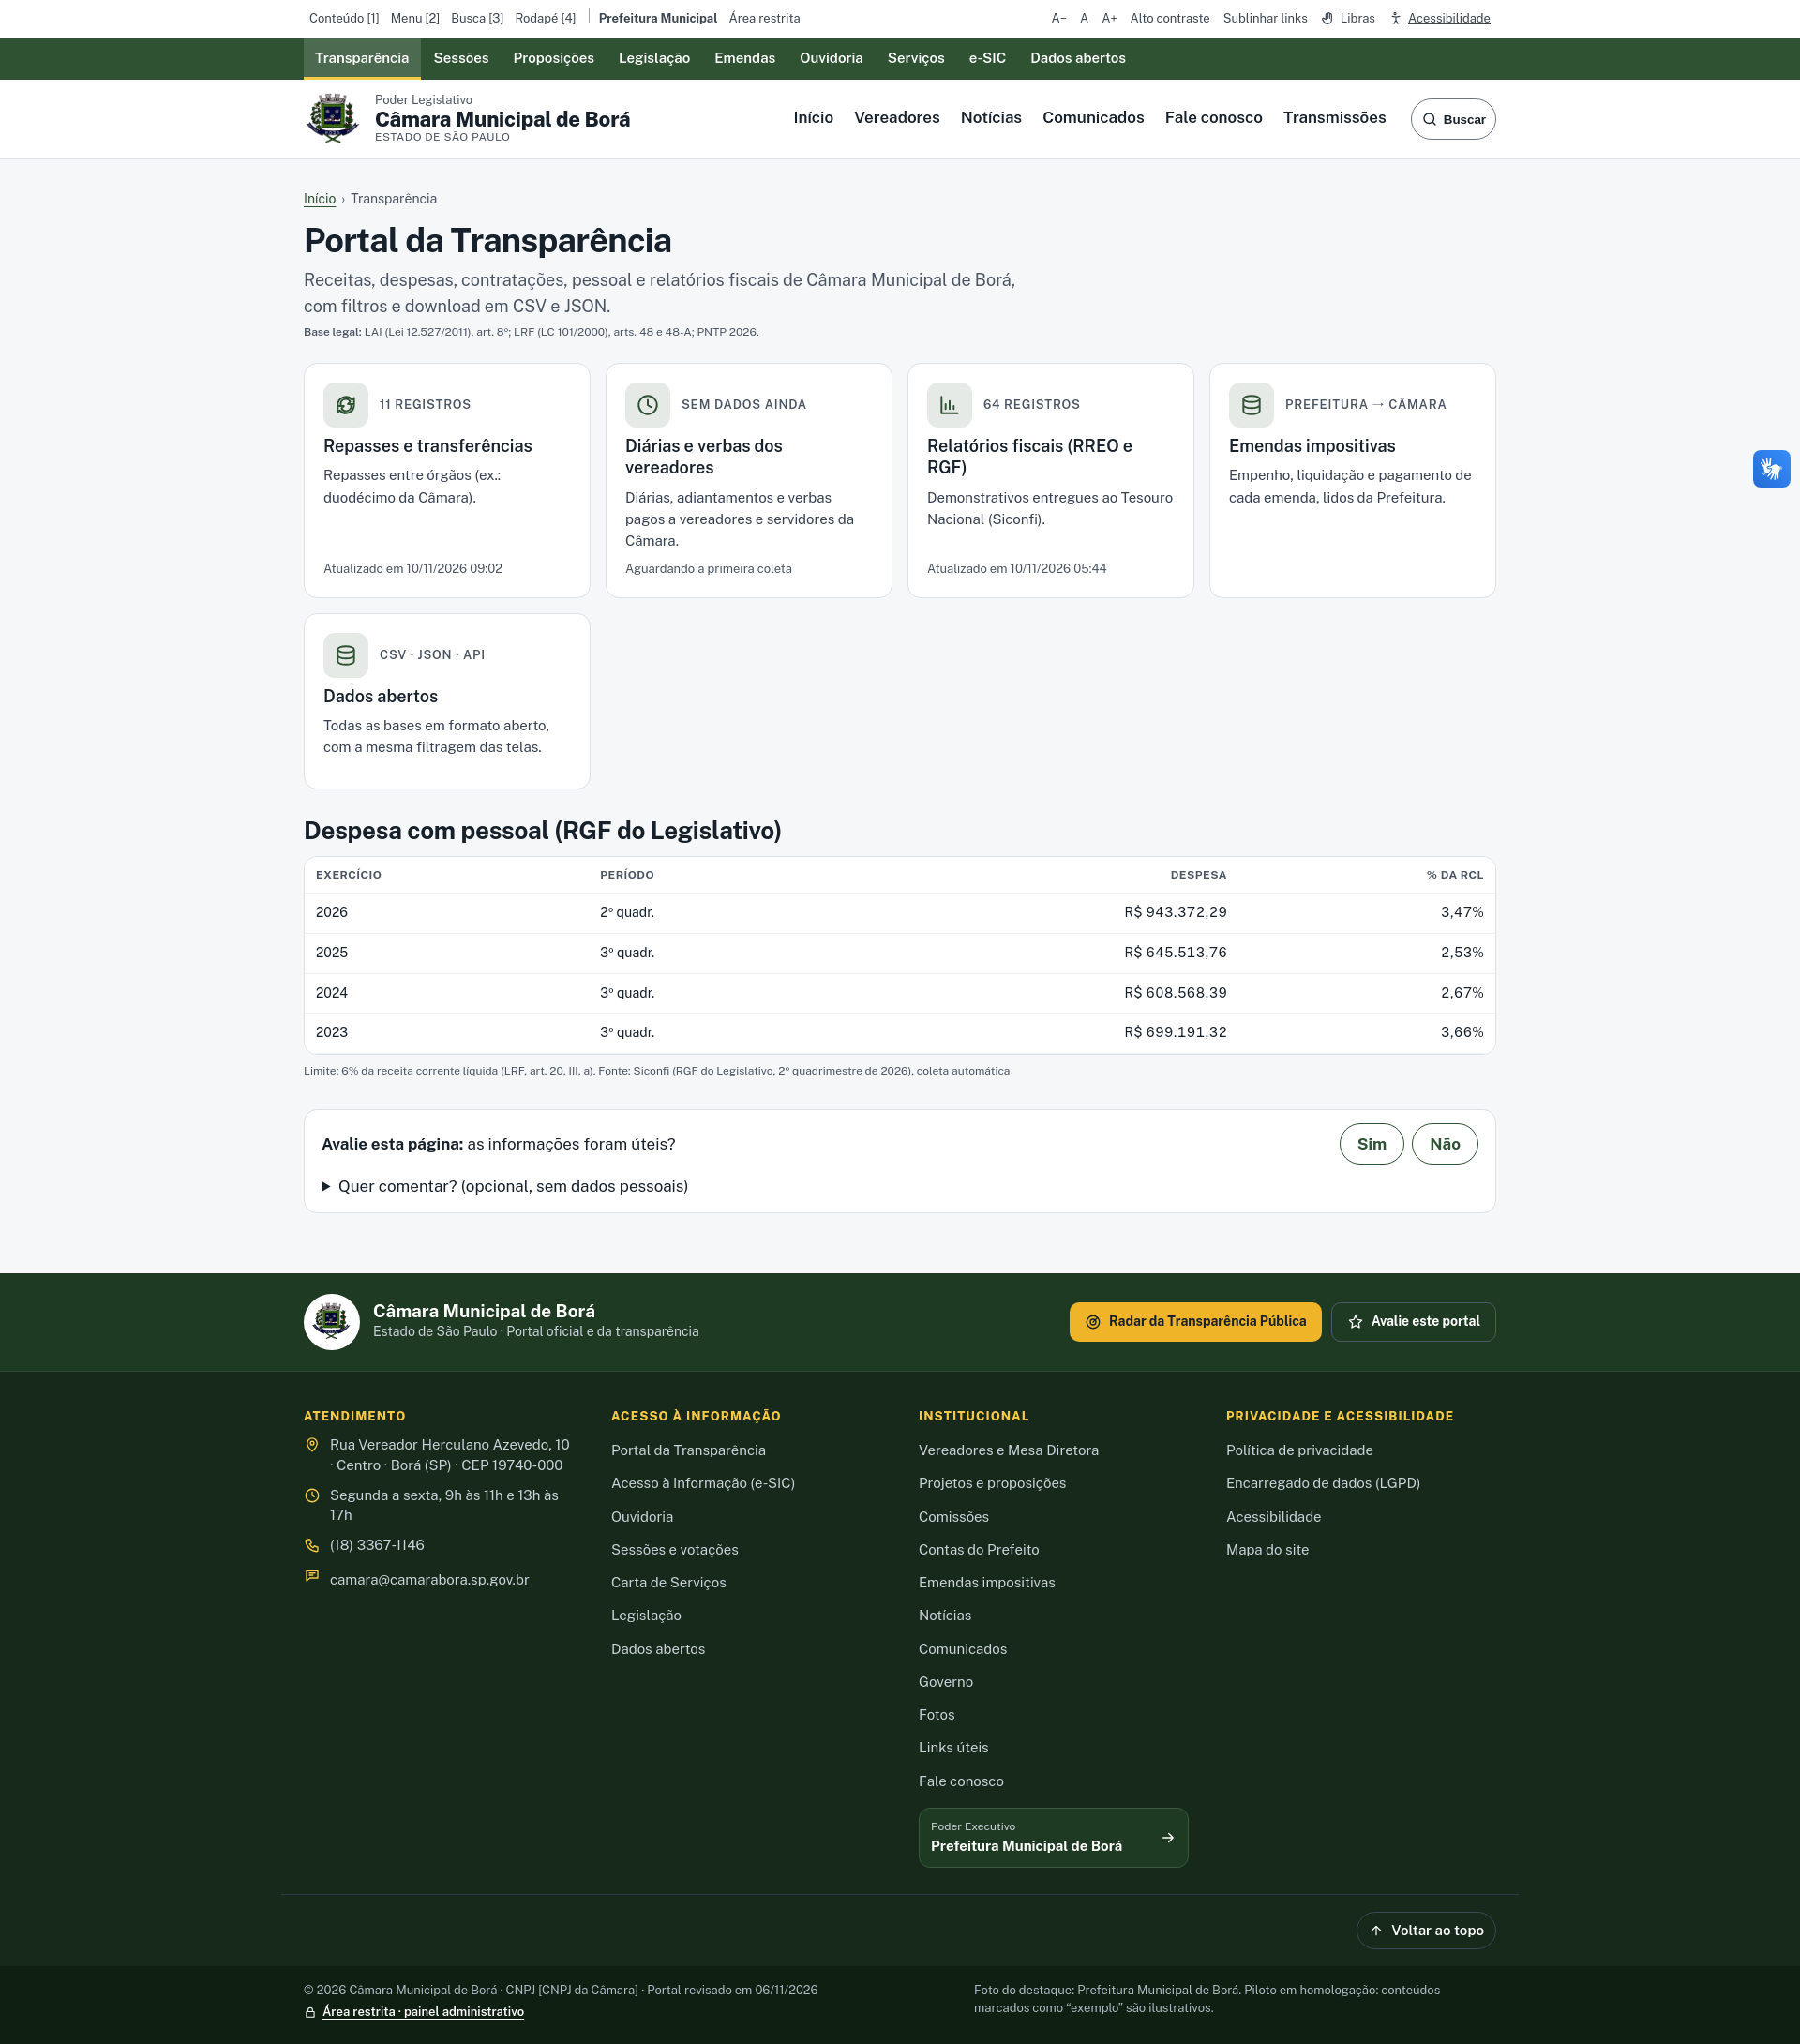 Conteúdo [1] Menu [2] Busca [3] Rodapé [4] Prefeitura Municipal Área restrita A− A A+ Alto contraste Sublinhar links Libras Acessibilidade
Transparência Sessões Proposições Legislação Emendas Ouvidoria Serviços e-SIC Dados abertos
Poder Legislativo
Câmara Municipal de Borá
ESTADO DE SÃO PAULO
Início Vereadores Notícias Comunicados Fale conosco Transmissões Buscar
Início › Transparência
Portal da Transparência
Receitas, despesas, contratações, pessoal e relatórios fiscais de Câmara Municipal de Borá,
com filtros e download em CSV e JSON.
Base legal: LAI (Lei 12.527/2011), art. 8º; LRF (LC 101/2000), arts. 48 e 48-A; PNTP 2026.
11 REGISTROS
Repasses e transferências
Repasses entre órgãos (ex.:
duodécimo da Câmara).
Atualizado em 10/11/2026 09:02
SEM DADOS AINDA
Diárias e verbas dos
vereadores
Diárias, adiantamentos e verbas
pagos a vereadores e servidores da
Câmara.
Aguardando a primeira coleta
64 REGISTROS
Relatórios fiscais (RREO e
RGF)
Demonstrativos entregues ao Tesouro
Nacional (Siconfi).
Atualizado em 10/11/2026 05:44
PREFEITURA → CÂMARA
Emendas impositivas
Empenho, liquidação e pagamento de
cada emenda, lidos da Prefeitura.
CSV · JSON · API
Dados abertos
Todas as bases em formato aberto,
com a mesma filtragem das telas.
Despesa com pessoal (RGF do Legislativo)
EXERCÍCIO PERÍODO DESPESA % DA RCL
2026 2º quadr. R$ 943.372,29 3,47%
2025 3º quadr. R$ 645.513,76 2,53%
2024 3º quadr. R$ 608.568,39 2,67%
2023 3º quadr. R$ 699.191,32 3,66%
Limite: 6% da receita corrente líquida (LRF, art. 20, III, a). Fonte: Siconfi (RGF do Legislativo, 2º quadrimestre de 2026), coleta automática
Avalie esta página: as informações foram úteis? Sim Não
Quer comentar? (opcional, sem dados pessoais)
Câmara Municipal de Borá
Estado de São Paulo · Portal oficial e da transparência
Radar da Transparência Pública Avalie este portal
ATENDIMENTO
Rua Vereador Herculano Azevedo, 10
· Centro · Borá (SP) · CEP 19740-000
Segunda a sexta, 9h às 11h e 13h às
17h
(18) 3367-1146
camara@camarabora.sp.gov.br
ACESSO À INFORMAÇÃO
Portal da Transparência
Acesso à Informação (e-SIC)
Ouvidoria
Sessões e votações
Carta de Serviços
Legislação
Dados abertos
INSTITUCIONAL
Vereadores e Mesa Diretora
Projetos e proposições
Comissões
Contas do Prefeito
Emendas impositivas
Notícias
Comunicados
Governo
Fotos
Links úteis
Fale conosco
Poder Executivo
Prefeitura Municipal de Borá
PRIVACIDADE E ACESSIBILIDADE
Política de privacidade
Encarregado de dados (LGPD)
Acessibilidade
Mapa do site
Voltar ao topo
© 2026 Câmara Municipal de Borá · CNPJ [CNPJ da Câmara] · Portal revisado em 06/11/2026
Área restrita · painel administrativo
Foto do destaque: Prefeitura Municipal de Borá. Piloto em homologação: conteúdos
marcados como “exemplo” são ilustrativos.